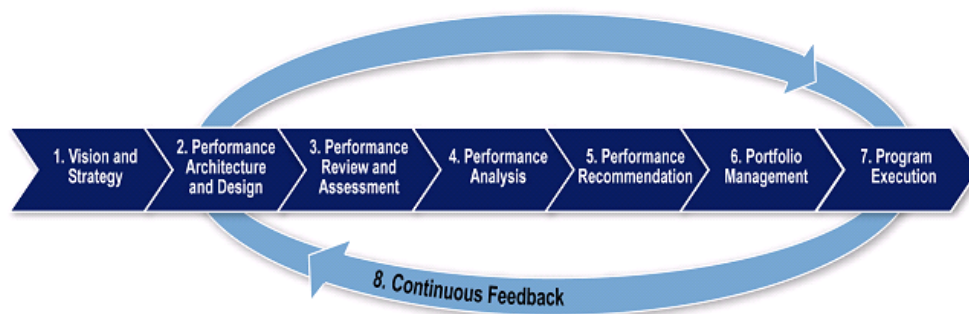 1. Vision and
Strategy
2. Performance
Architecture
and Design
3. Performance
Review and
Assessment
4. Performance
Analysis
5. Performance
Recommendation
6. Portfolio
Management
7. Program
Execution
8. Continuous Feedback